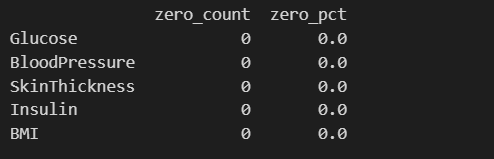 zero_count zero_pct
Glucose 0 0.0
BloodPressure 0 0.0
SkinThickness 0 0.0
Insulin 0 0.0
BMI 0 0.0